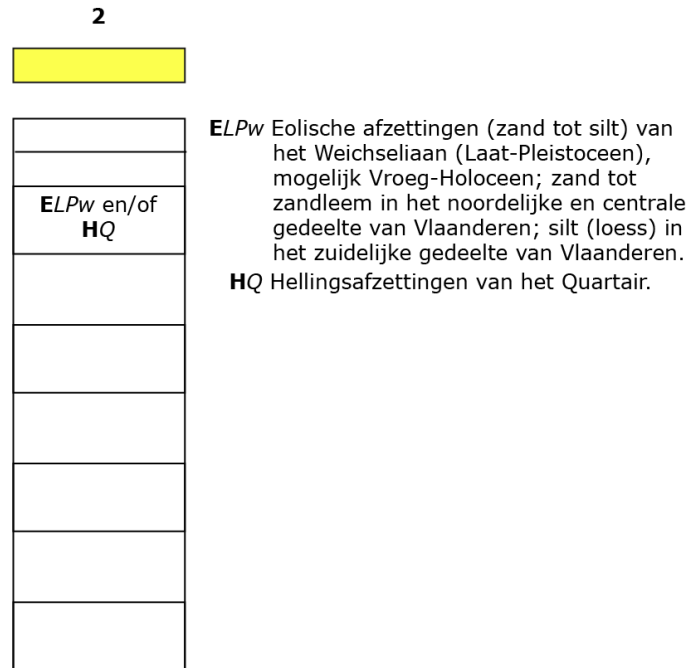 2
ELPw Eolische afzettingen (zand tot silt) van
het Weichseliaan (Laat-Pleistoceen),
mogelijk Vroeg-Holoceen; zand tot
zandleem in het noordelijke en centrale
gedeelte van Vlaanderen; silt (loess) in
het zuidelijke gedeelte van Vlaanderen.
HQ Hellingsafzettingen van het Quartair.
ELPw en/of
HQ